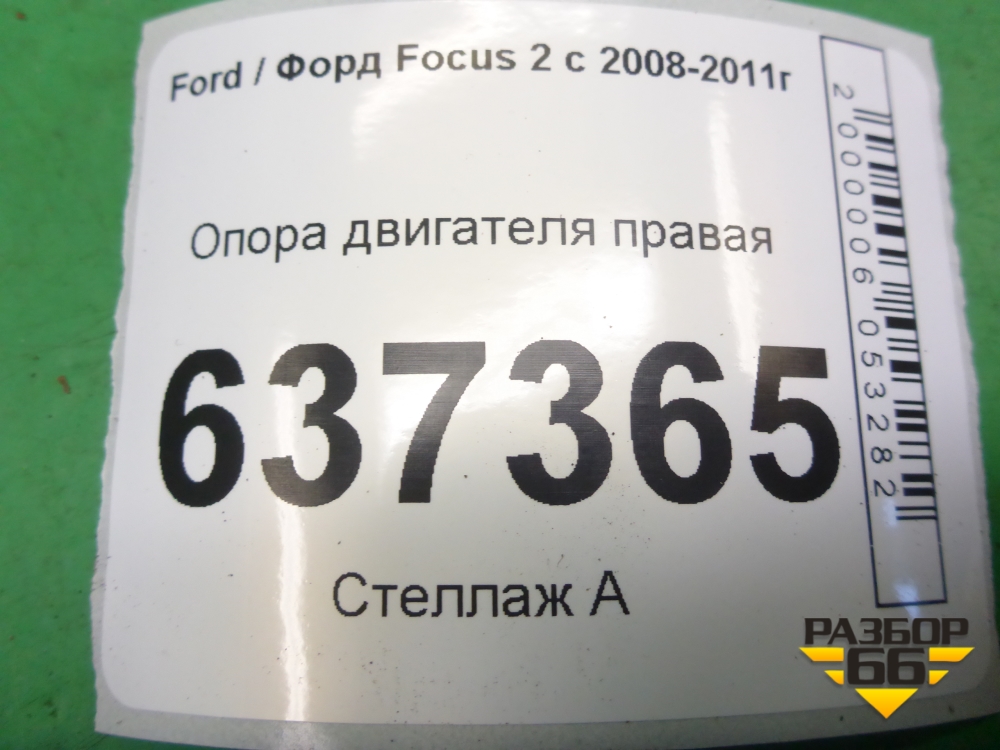 Ford / Форд Focus 2 с 2008-2011г
Опора двигателя правая
637365
Стеллаж А
2000006053282
РАЗБОР
66